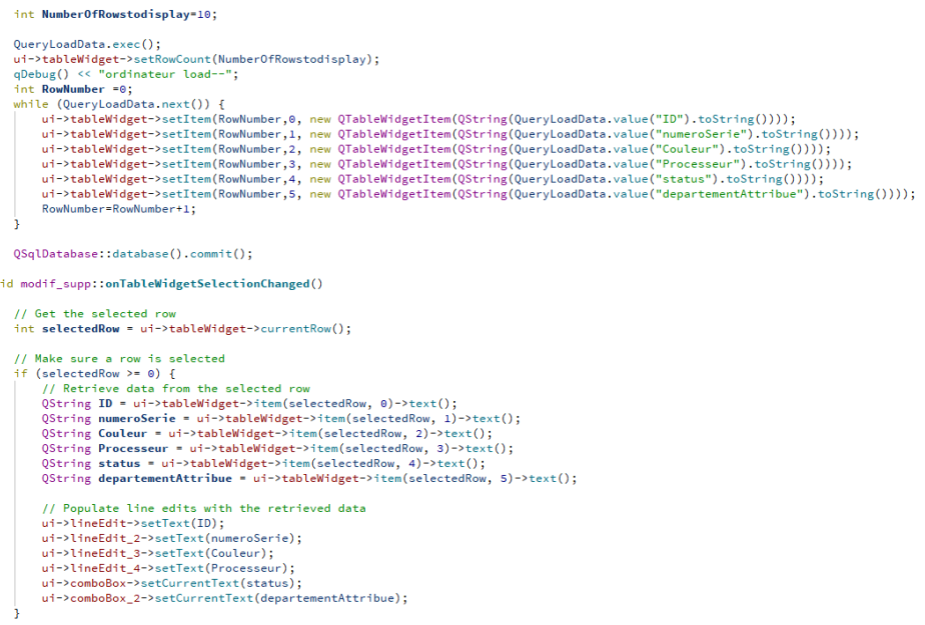 int NumberOfRowstodisplay=10;
QueryLoadData.exec();
ui->tableWidget->setRowCount(NumberOfRowstodisplay);
qDebug() << "ordinateur load--";
int RowNumber =0;
while (QueryLoadData.next()) {
ui->tableWidget->setItem(RowNumber,0, new QTableWidgetItem(QString(QueryLoadData.value("ID").toString())));
ui->tableWidget->setItem(RowNumber,1, new QTableWidgetItem(QString(QueryLoadData.value("numeroSerie").toString())));
ui->tableWidget->setItem(RowNumber,2, new QTableWidgetItem(QString(QueryLoadData.value("Couleur").toString())));
ui->tableWidget->setItem(RowNumber,3, new QTableWidgetItem(QString(QueryLoadData.value("Processeur").toString())));
ui->tableWidget->setItem(RowNumber,4, new QTableWidgetItem(QString(QueryLoadData.value("status").toString())));
ui->tableWidget->setItem(RowNumber,5, new QTableWidgetItem(QString(QueryLoadData.value("departementAttribue").toString())));
RowNumber=RowNumber+1;
}
QSqlDatabase::database().commit();
id modif_supp::onTableWidgetSelectionChanged()
// Get the selected row
int selectedRow = ui->tableWidget->currentRow();
// Make sure a row is selected
if (selectedRow >= 0) {
// Retrieve data from the selected row
QString ID = ui->tableWidget->item(selectedRow, 0)->text();
QString numeroSerie = ui->tableWidget->item(selectedRow, 1)->text();
QString Couleur = ui->tableWidget->item(selectedRow, 2)->text();
QString Processeur = ui->tableWidget->item(selectedRow, 3)->text();
QString status = ui->tableWidget->item(selectedRow, 4)->text();
QString departementAttribue = ui->tableWidget->item(selectedRow, 5)->text();
// Populate line edits with the retrieved data
ui->lineEdit->setText(ID);
ui->lineEdit_2->setText(numeroSerie);
ui->lineEdit_3->setText(Couleur);
ui->lineEdit_4->setText(Processeur);
ui->comboBox->setCurrentText(status);
ui->comboBox_2->setCurrentText(departementAttribue);
}